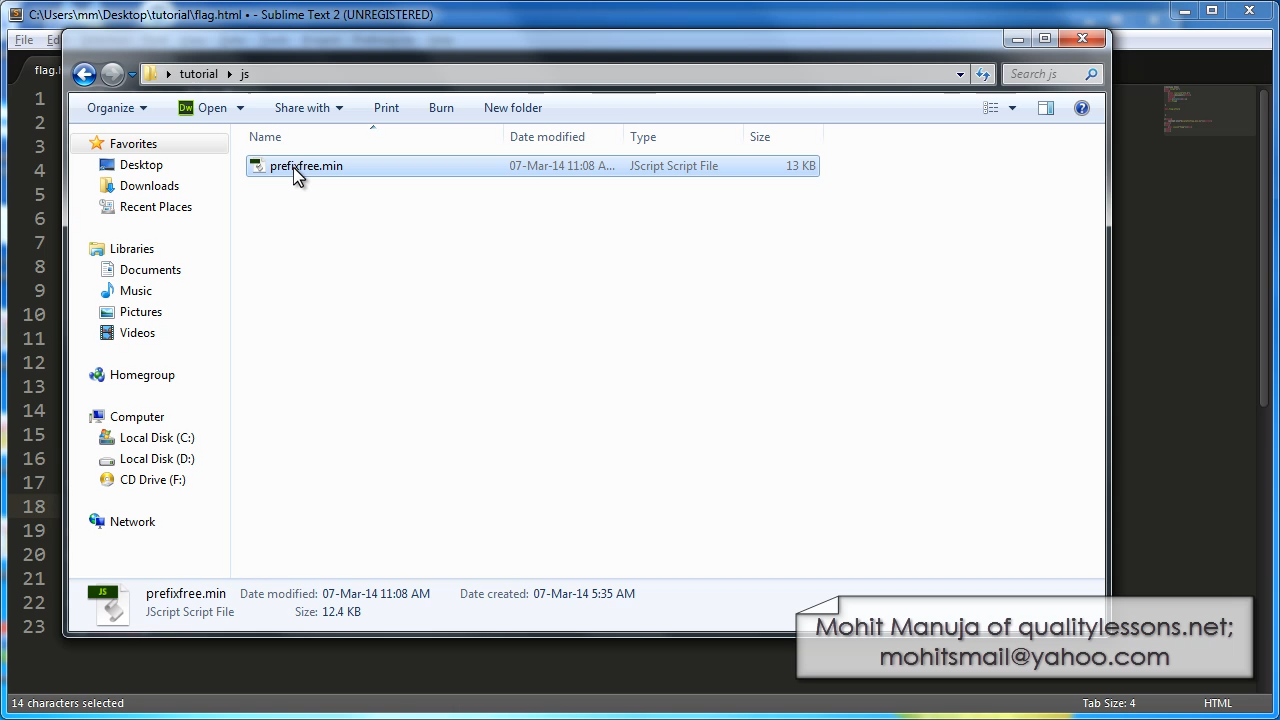 C:\Users\mm\Desktop\tutorial\flag.html • - Sublime Text 2 (UNREGISTERED)
File
flag.
tutorial js
Search js
Organize Dw Open Share with Print Burn New folder
Name Date modified Type Size
prefixfree.min 07-Mar-14 11:08 A... JScript Script File 13 KB
Favorites
Desktop
Downloads
Recent Places
Libraries
Documents
Music
Pictures
Videos
Homegroup
Computer
Local Disk (C:)
Local Disk (D:)
CD Drive (F:)
Network
1
2
3
4
5
6
7
8
9
10
11
12
13
14
15
16
17
18
19
20
21
22
23
JS
prefixfree.min Date modified: 07-Mar-14 11:08 AM Date created: 07-Mar-14 5:35 AM
JScript Script File Size: 12.4 KB
Mohit Manuja of qualitylessons.net;
mohitsmail@yahoo.com
14 characters selected Tab Size: 4 HTML